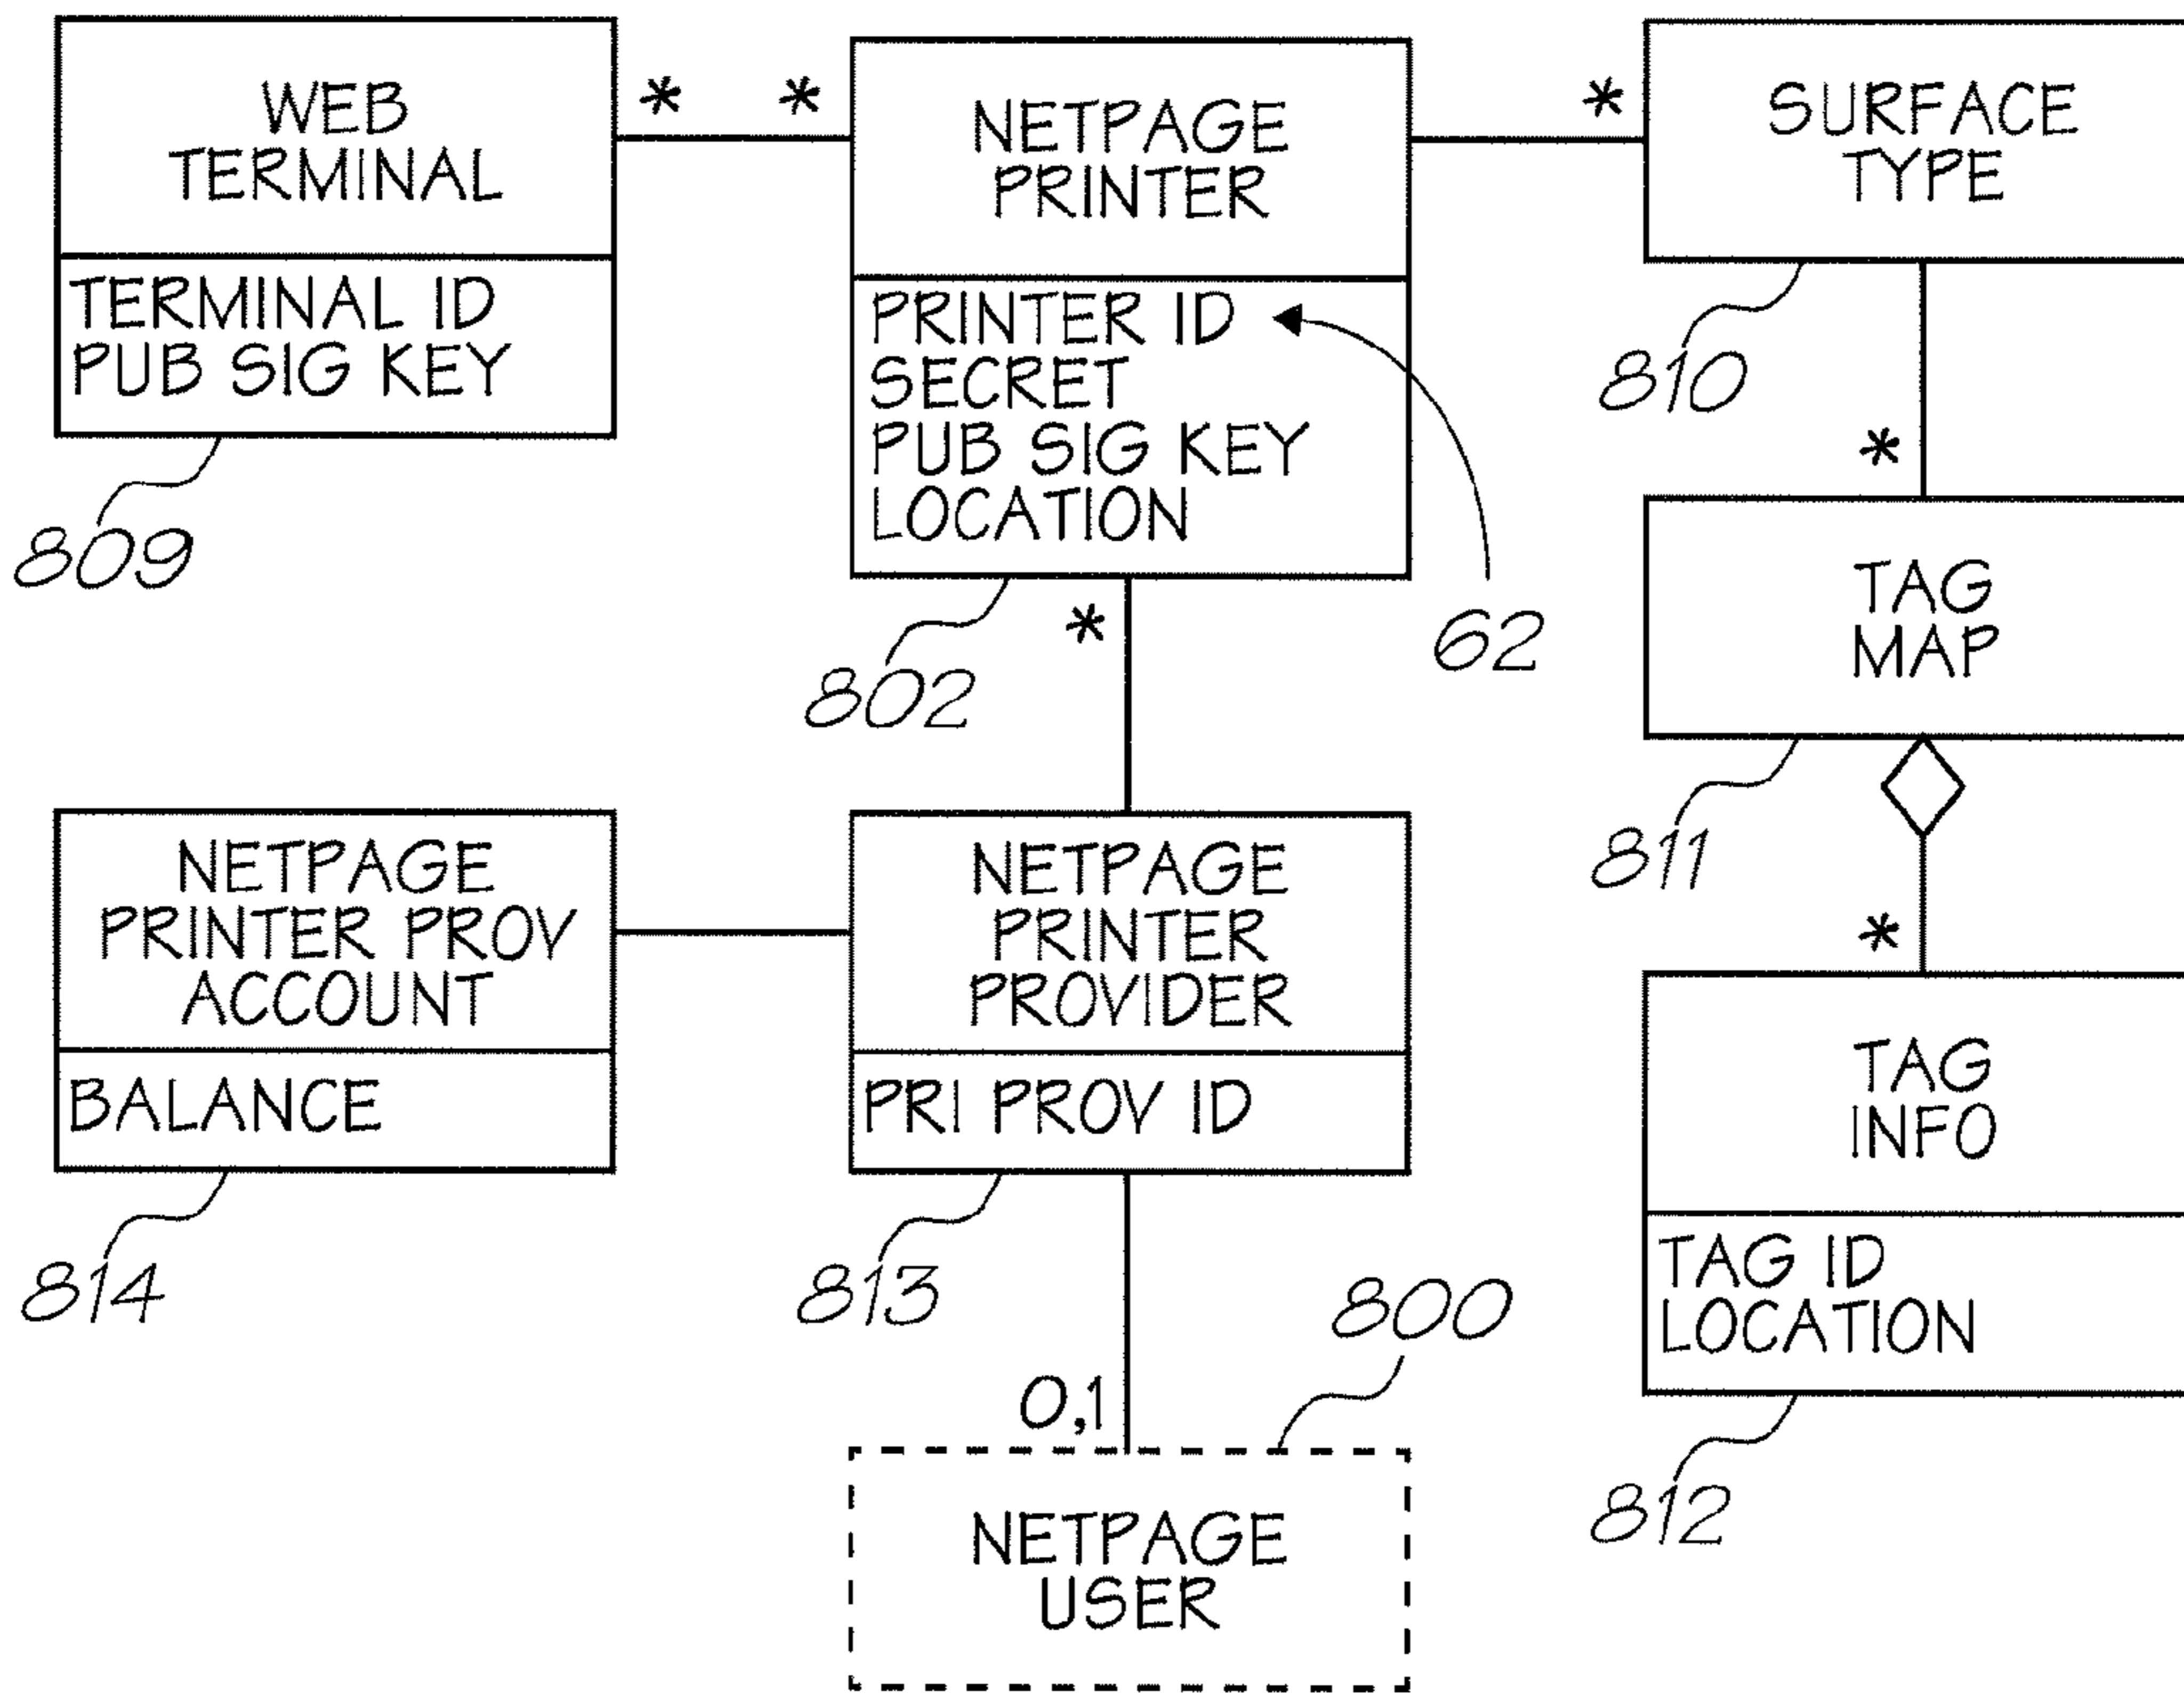 WEB
TERMINAL
TERMINAL ID
PUB SIG KEY
809
*
*
NETPAGE
PRINTER
PRINTER ID
SECRET
PUB SIG KEY
LOCATION
802
62
*
*
SURFACE
TYPE
810
*
TAG
MAP
811
*
TAG
INFO
TAG ID
LOCATION
812
NETPAGE
PRINTER PROV
ACCOUNT
BALANCE
814
NETPAGE
PRINTER
PROVIDER
PRI PROV ID
813
800
0,1
NETPAGE
USER